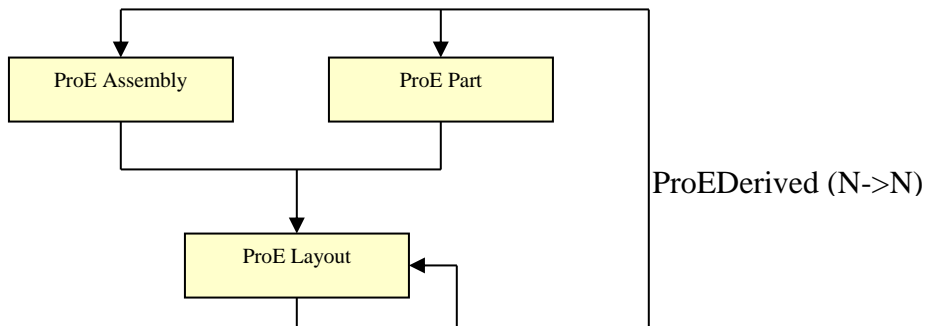 ProE Assembly
ProE Part
ProEDerived (N->N)
ProE Layout